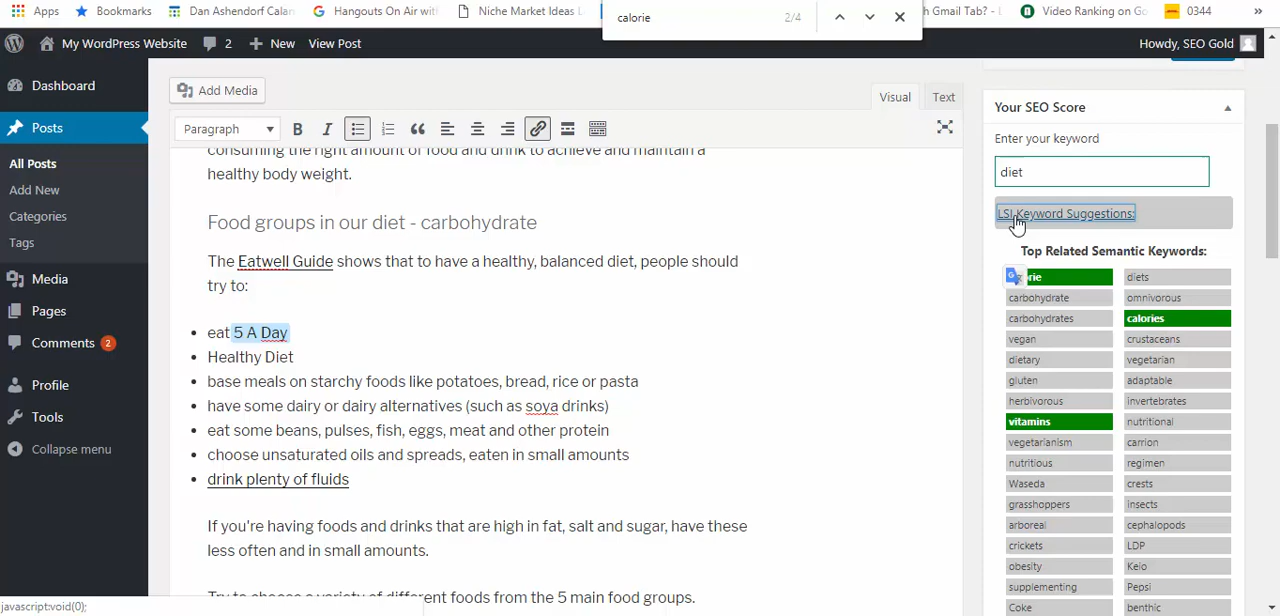 Apps Bookmarks Dan Ashendorf Calan Hangouts On Air with Niche Market Ideas Gmail Tab? - Video Ranking on Go 0344 »
calorie 2/4
My WordPress Website 2 + New View Post Howdy, SEO Gold
Dashboard
Posts
All Posts
Add New
Categories
Tags
Media
Pages
Comments 2
Profile
Tools
Collapse menu
Add Media
Visual Text
Paragraph B I
consuming the right amount of food and drink to achieve and maintain a
healthy body weight.
Food groups in our diet - carbohydrate
The Eatwell Guide shows that to have a healthy, balanced diet, people should
try to:
• eat 5 A Day
• Healthy Diet
• base meals on starchy foods like potatoes, bread, rice or pasta
• have some dairy or dairy alternatives (such as soya drinks)
• eat some beans, pulses, fish, eggs, meat and other protein
• choose unsaturated oils and spreads, eaten in small amounts
• drink plenty of fluids
If you're having foods and drinks that are high in fat, salt and sugar, have these
less often and in small amounts.
Try to choose a variety of different foods from the 5 main food groups.
Your SEO Score
Enter your keyword
diet
LSI Keyword Suggestions:
Top Related Semantic Keywords:
rie diets
carbohydrate omnivorous
carbohydrates calories
vegan crustaceans
dietary vegetarian
gluten adaptable
herbivorous invertebrates
vitamins nutritional
vegetarianism carrion
nutritious regimen
Waseda crests
grasshoppers insects
arboreal cephalopods
crickets LDP
obesity Keio
supplementing Pepsi
Coke benthic
javascript:void(0);